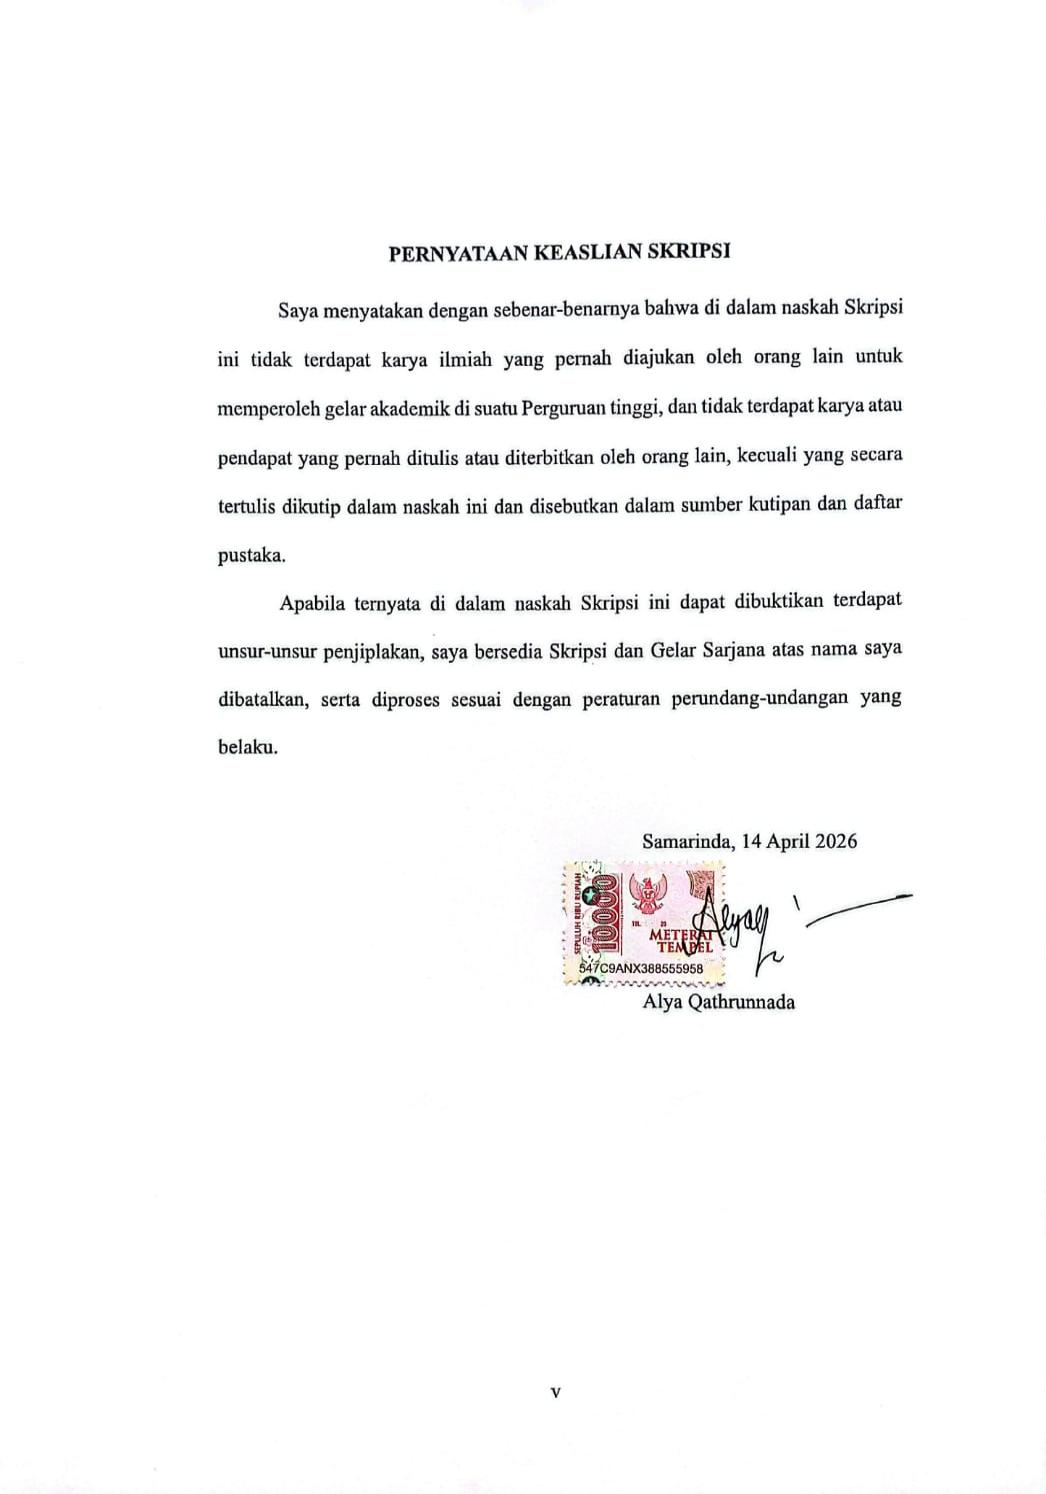 PERNYATAAN KEASLIAN SKRIPSI
Saya menyatakan dengan sebenar-benarnya bahwa di dalam naskah Skripsi
ini tidak terdapat karya ilmiah yang pernah diajukan oleh orang lain untuk
memperoleh gelar akademik di suatu Perguruan tinggi, dan tidak terdapat karya atau
pendapat yang pernah ditulis atau diterbitkan oleh orang lain, kecuali yang secara
tertulis dikutip dalam naskah ini dan disebutkan dalam sumber kutipan dan daftar
pustaka.
Apabila ternyata di dalam naskah Skripsi ini dapat dibuktikan terdapat
unsur-unsur penjiplakan, saya bersedia Skripsi dan Gelar Sarjana atas nama saya
dibatalkan, serta diproses sesuai dengan peraturan perundang-undangan yang
belaku.
Samarinda, 14 April 2026
SEPULUH RIBU RUPIAH
10000
METERAI
TEMPEL
547C9ANX388555958
Alya Qathrunnada
v